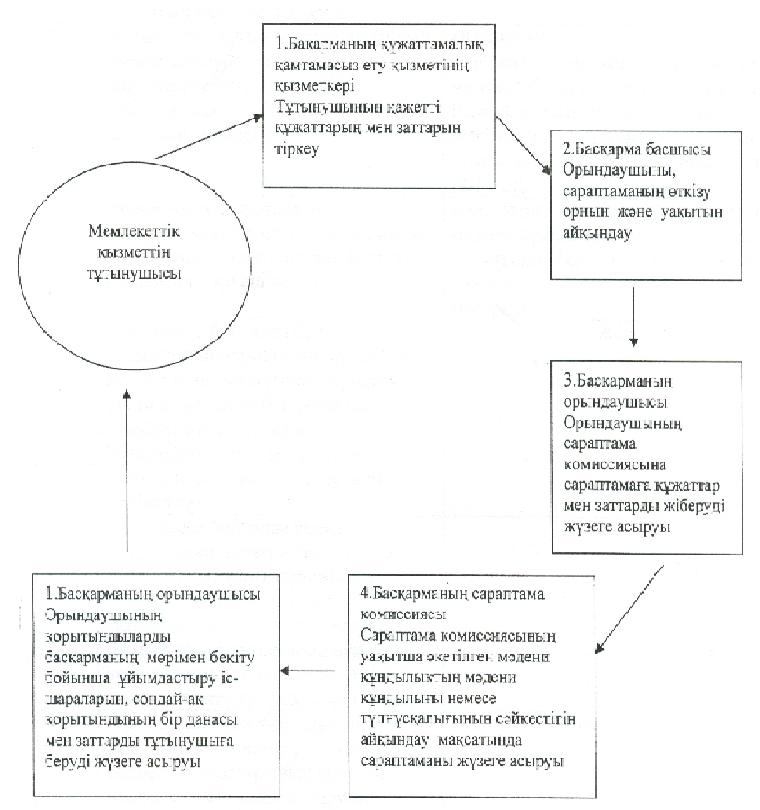 1.Бакарманың құжаттамалық
қамтамасыз ету қызметінің
қызметкері
Тұтынушынын қажетті
құжаттарың мен заттарын
тіркеу
2.Басқарма басшысы
Орындаушыны,
сараптаманың өткізу
орнын және уақытын
айқындау
Мемлекеттік
қызметтін
тұтынушысы
3.Басқарманың
орындаушысы
Орындаушының
сараптама
комиссиясына
сараптамаға құжаттар
мен заттарды жіберуді
жүзеге асыруы
4.Басқарманың сараптама
комиссиясы
Сараптама комиссиясының
уақытша әкетілген мәдени
құндылықтың мәдени
құндылығы немесе
түпнұсқалығынын сәйкестігін
айқындау мақсатында
сараптаманы жүзеге асыруы
1.Басқарманың орындаушысы
Орындаушының
қорытындыларды
басқарманың мөрімен бекіту
бойынша ұйымдастыру іс-
шараларын, сондай-ақ
қорытындының бір данасы
мен заттарды тұтынушыға
беруді жүзеге асыруы